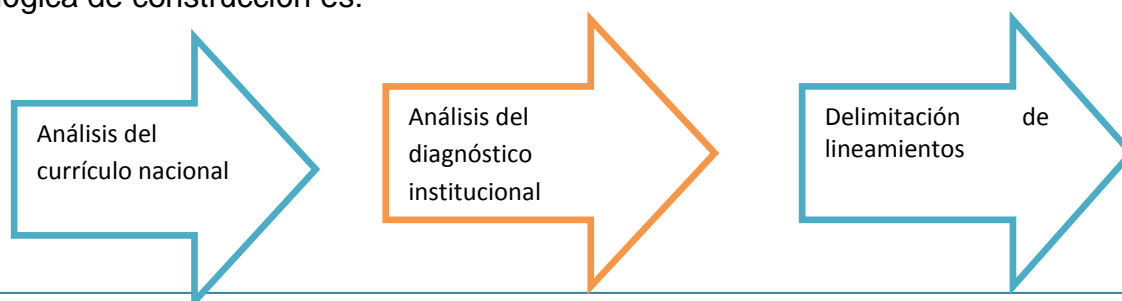 lógica de construcción es:
Análisis del
currículo nacional
Análisis del
diagnóstico
institucional
Delimitación de
lineamientos